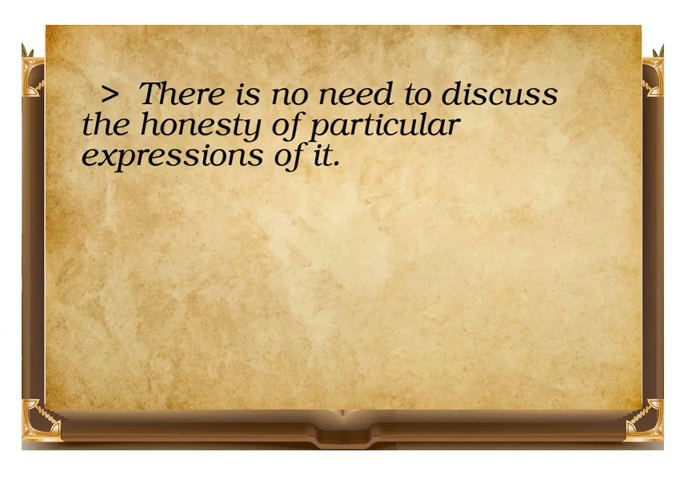 > There is no need to discuss
the honesty of particular
expressions of it.